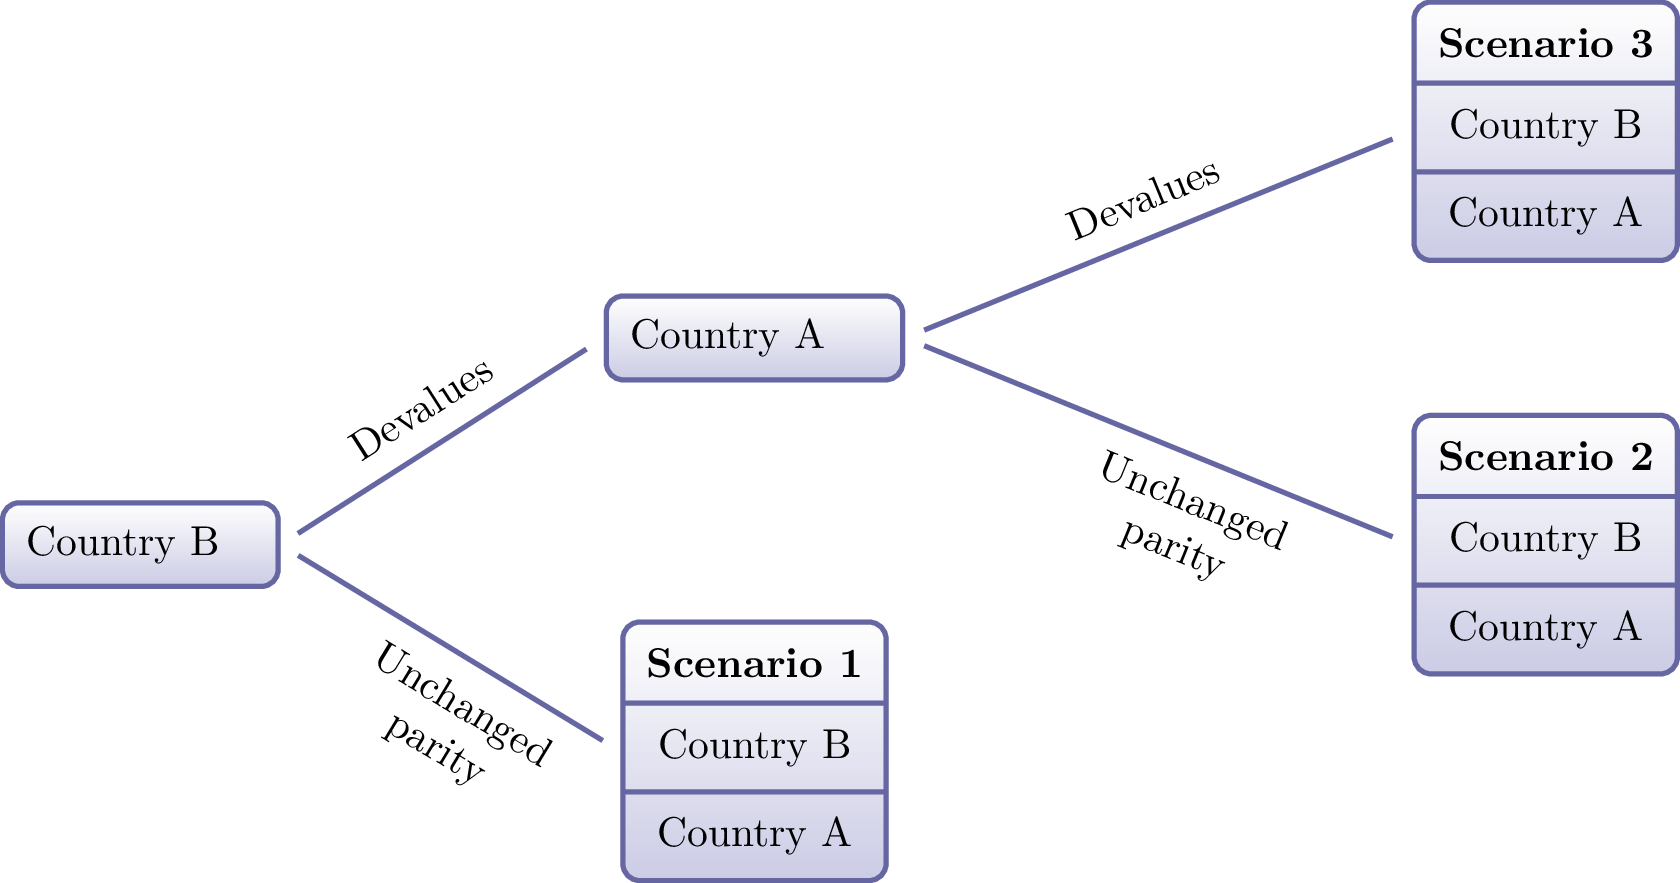 Scenario 3
Country B
Country A
Devalues
Country A
Devalues
Country B
Unchanged
parity
Scenario 2
Country B
Country A
Unchanged
parity
Scenario 1
Country B
Country A